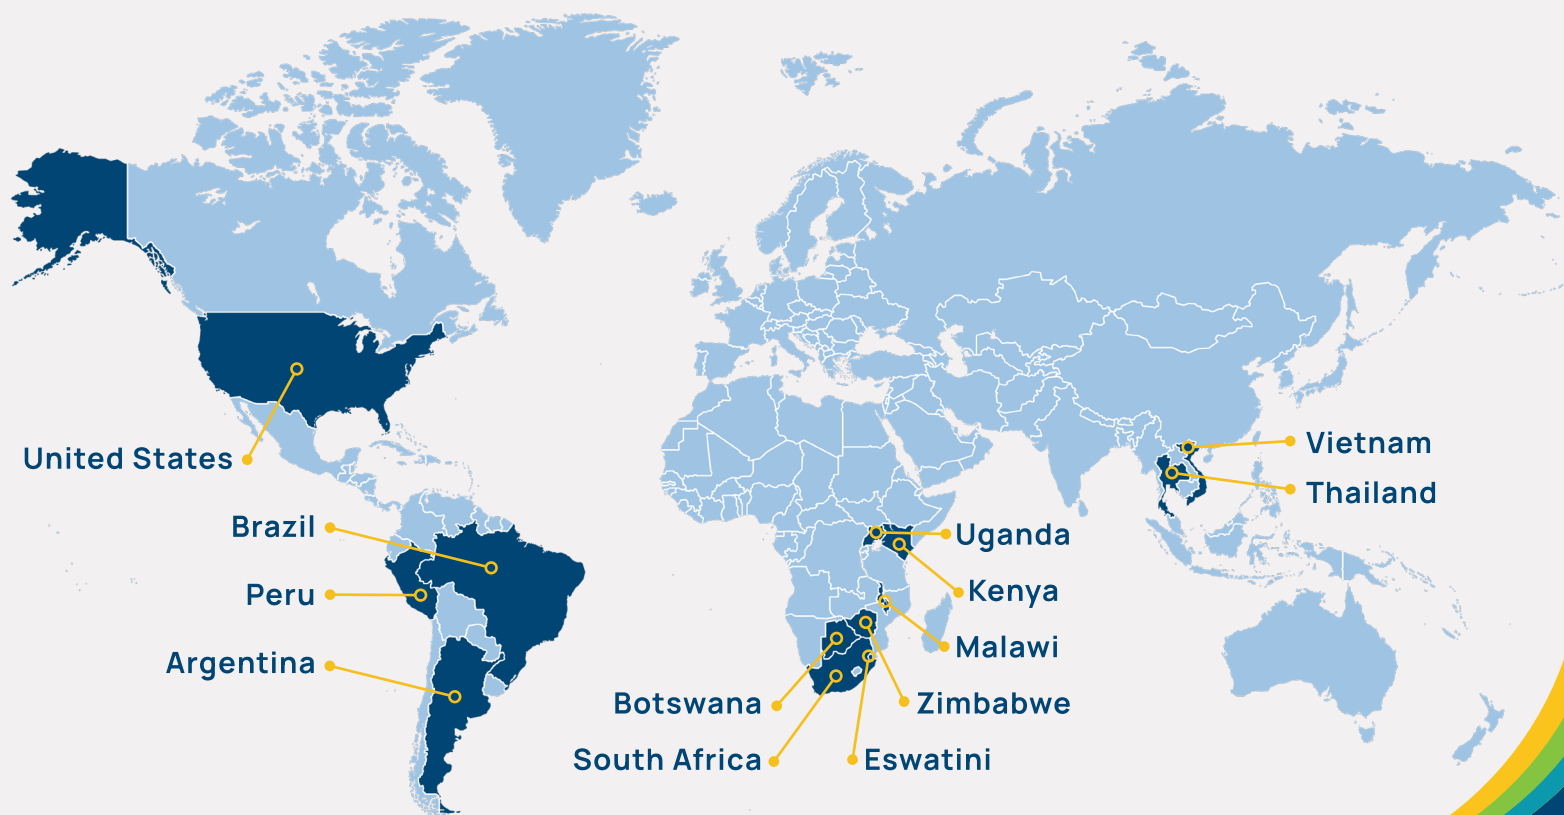 United States
Brazil
Peru
Argentina
Botswana
South Africa
Uganda
Kenya
Malawi
Zimbabwe
Eswatini
Vietnam
Thailand